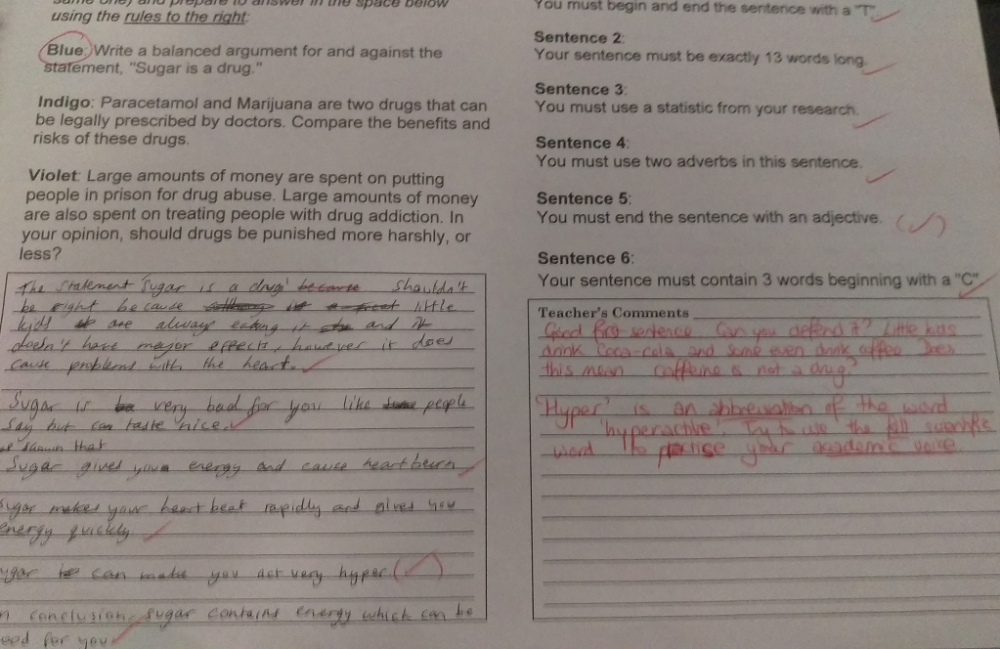 same one) and prepare to answer in the space below
using the rules to the right:
Blue: Write a balanced argument for and against the
statement, "Sugar is a drug."
Indigo: Paracetamol and Marijuana are two drugs that can
be legally prescribed by doctors. Compare the benefits and
risks of these drugs.
Violet: Large amounts of money are spent on putting
people in prison for drug abuse. Large amounts of money
are also spent on treating people with drug addiction. In
your opinion, should drugs be punished more harshly, or
less?
The statement 'Sugar is a drug' because shouldn't
be right because little
kids are always eating it and it
doesn't have mayor effects, however it does
cause problems with the heart.
Sugar is very bad for you like people
say but can taste nice.
shown that
Sugar gives you energy and cause heartburn
Sugar makes your heart beat rapidly and gives you
energy quickly
ugar can make you act very hyper.
n conclusion, sugar contains energy which can be
ood for you
You must begin and end the sentence with a "T"
Sentence 2:
Your sentence must be exactly 13 words long.
Sentence 3:
You must use a statistic from your research.
Sentence 4:
You must use two adverbs in this sentence.
Sentence 5:
You must end the sentence with an adjective.
Sentence 6:
Your sentence must contain 3 words beginning with a "C"
Teacher's Comments
Good first sentence. Can you defend it? Little kids
drink Coca-cola and some even drink coffee Does
this mean caffeine is not a drug?
'Hyper' is an abbreviation of the word
'hyperactive'. Try to use the full scientific
word to practise your academic voice.